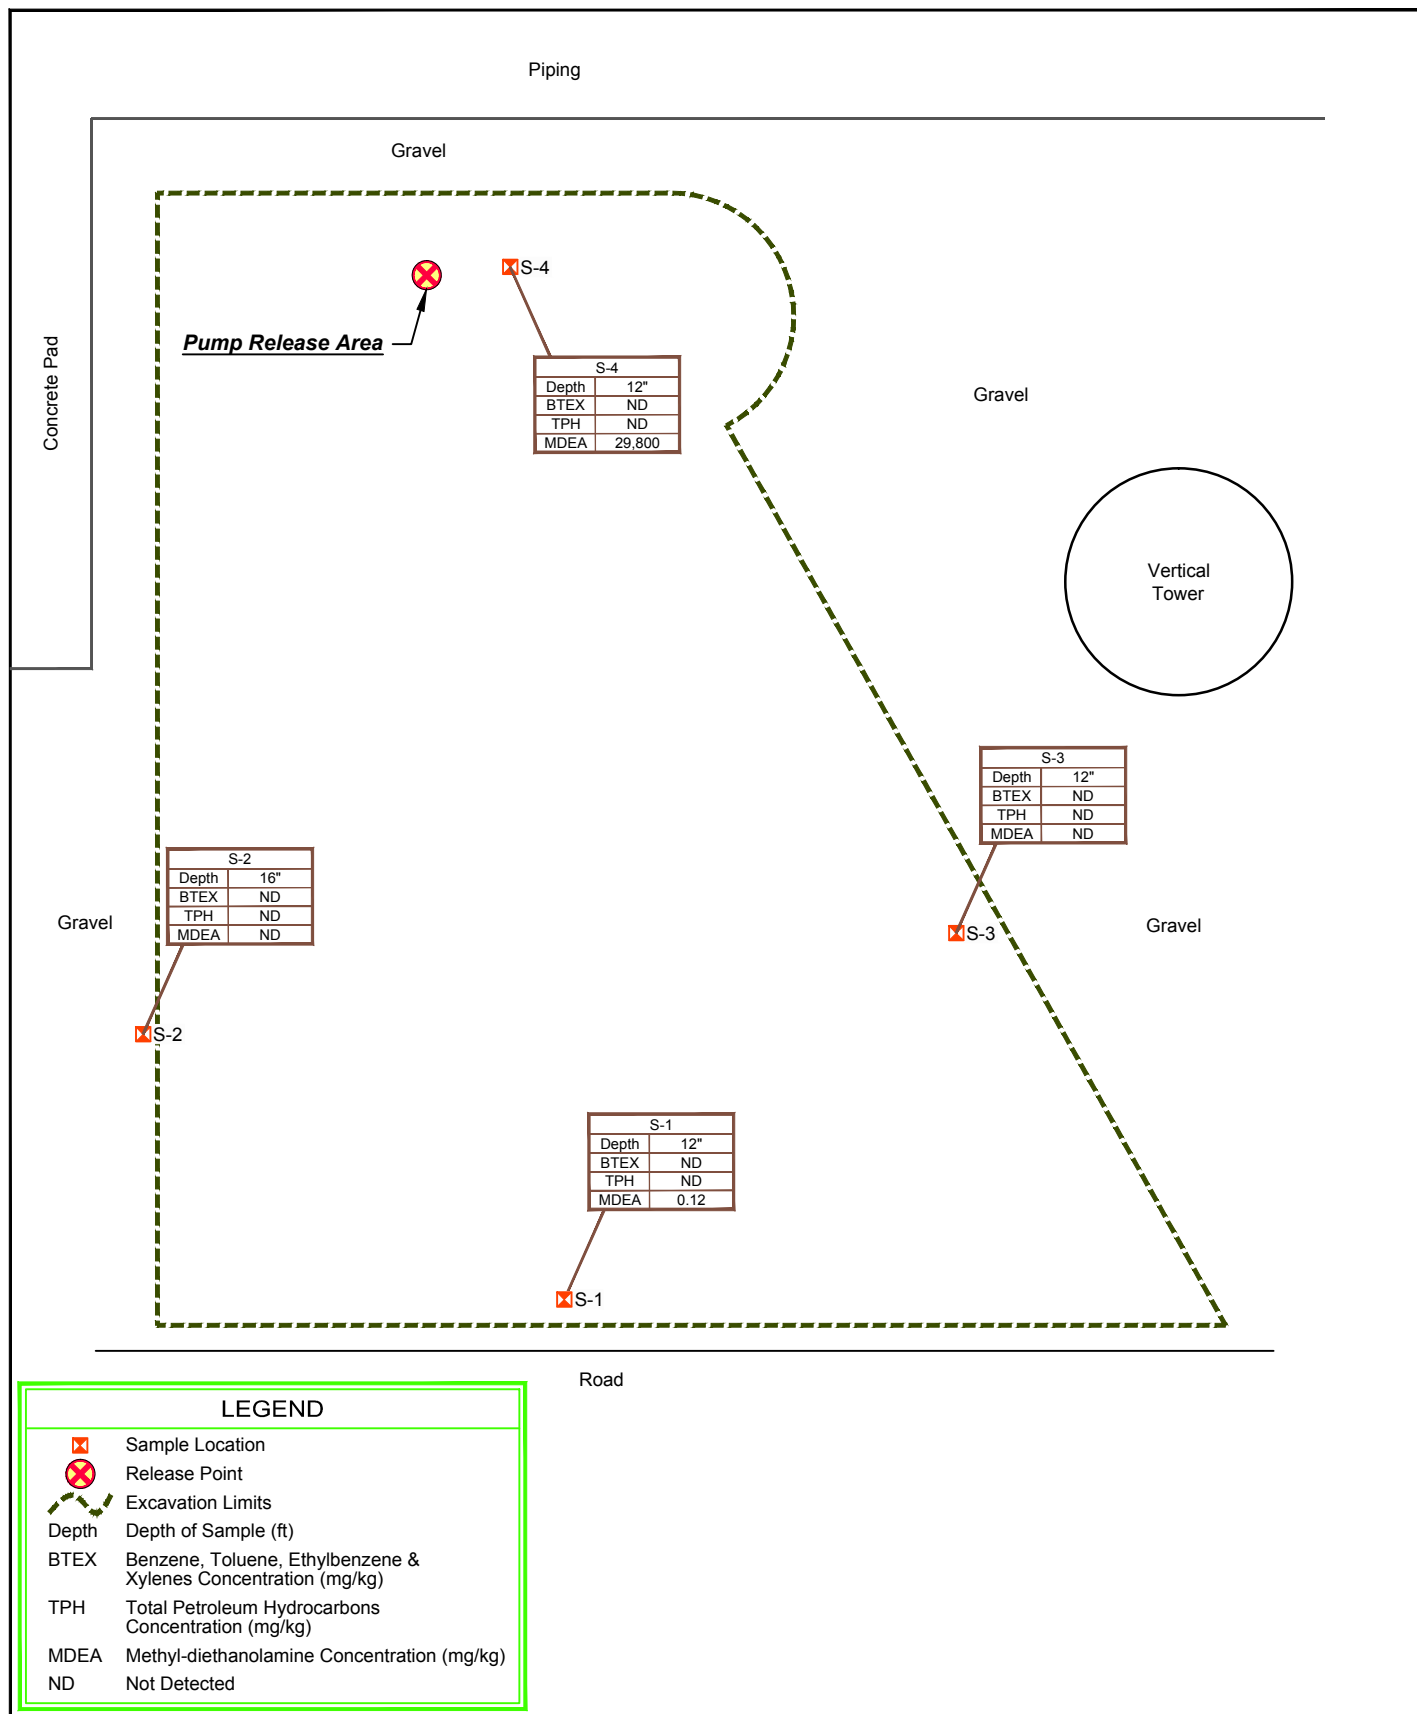 Piping
Gravel
S-4
Pump Release Area
Concrete Pad
S-4
Depth 12"
BTEX ND
TPH ND
MDEA 29,800
Gravel
Vertical
Tower
S-3
Depth 12"
BTEX ND
TPH ND
MDEA ND
S-2
Depth 16"
BTEX ND
TPH ND
MDEA ND
Gravel
S-3
Gravel
S-2
S-1
Depth 12"
BTEX ND
TPH ND
MDEA 0.12
S-1
Road
LEGEND
Sample Location
Release Point
Excavation Limits
Depth Depth of Sample (ft)
BTEX Benzene, Toluene, Ethylbenzene &
Xylenes Concentration (mg/kg)
TPH Total Petroleum Hydrocarbons
Concentration (mg/kg)
MDEA Methyl-diethanolamine Concentration (mg/kg)
ND Not Detected